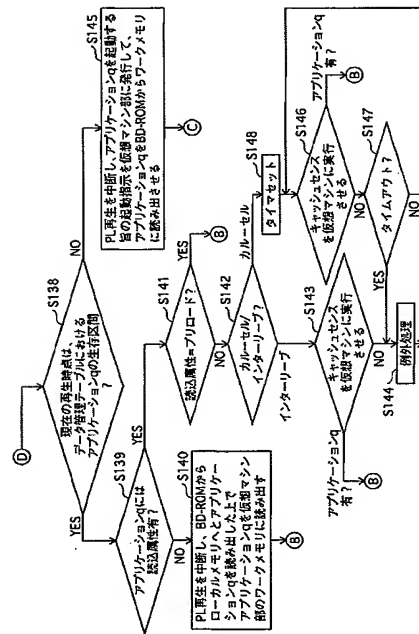 D
S138
現在の再生時点は、
データ管理テーブルにおける
アプリケーションqの生存区間
?
YES
NO
S145
PL再生を中断し、アプリケーションqを起動する
旨の起動指示を仮想マシン部に発行して、
アプリケーションqをBD-ROMからワークメモリ
に読み出させる
C
S139
アプリケーションqには
読込属性有?
YES
NO
S140
PL再生を中断し、BD-ROMから
ローカルメモリへとアプリケー
ションqを読み出した上で
アプリケーションqを仮想マシン
部のワークメモリに読み出す
B
S141
読込属性=プリロード?
YES
B
NO
S142
カルーセル/
インターリーブ?
カルーセル
インターリーブ
S143
キャッシュセンス
を仮想マシンに実行
させる
アプリケーションq
有?
B
NO
S144
例外処理
S148
タイマセット
S146
キャッシュセンス
を仮想マシンに実行
させる
アプリケーションq
有?
B
NO
S147
タイムアウト?
YES
NO